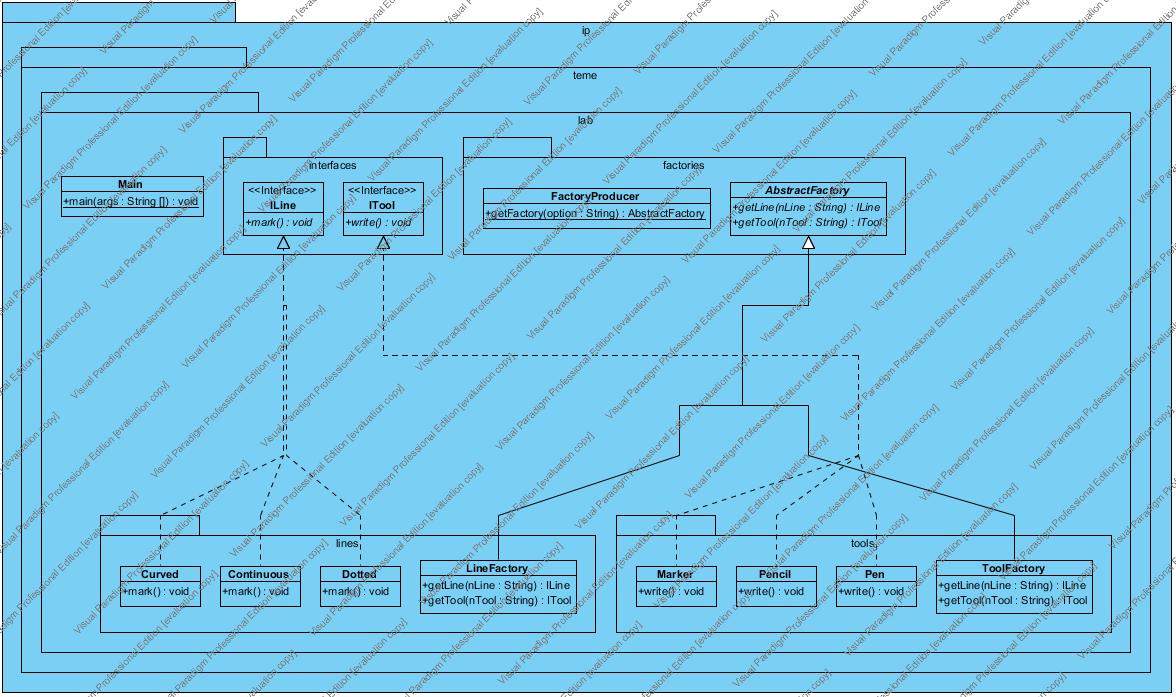 ip
teme
lab
interfaces
factories
Main
+main(args : String []) : void
<<Interface>>
ILine
+mark() : void
<<Interface>>
ITool
+write() : void
FactoryProducer
+getFactory(option : String) : AbstractFactory
AbstractFactory
+getLine(nLine : String) : ILine
+getTool(nTool : String) : ITool
lines
tools
Curved
+mark() : void
Continuous
+mark() : void
Dotted
+mark() : void
LineFactory
+getLine(nLine : String) : ILine
+getTool(nTool : String) : ITool
Marker
+write() : void
Pencil
+write() : void
Pen
+write() : void
ToolFactory
+getLine(nLine : String) : ILine
+getTool(nTool : String) : ITool
Visual Paradigm Professional Edition [evaluation copy]